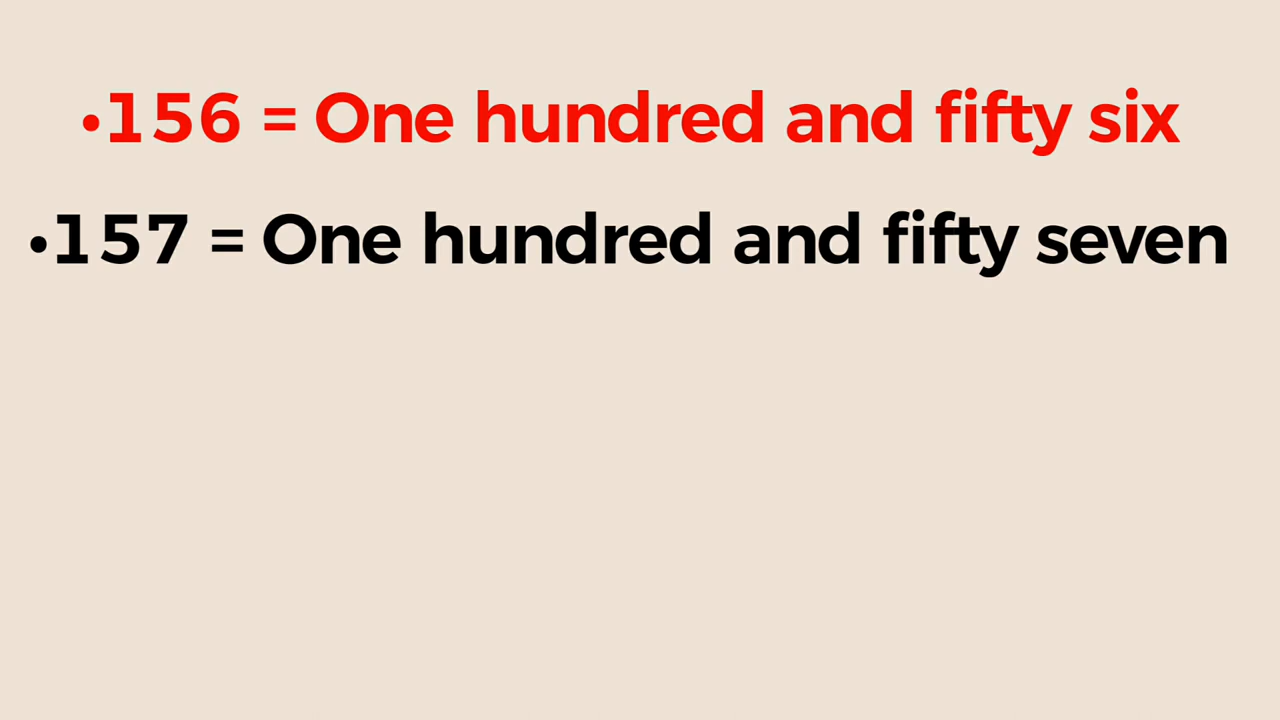 •156 = One hundred and fifty six
•157 = One hundred and fifty seven